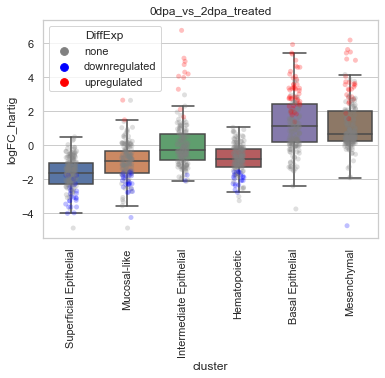 0dpa_vs_2dpa_treated
DiffExp
none
downregulated
upregulated
logFC_hartig
6
4
2
0
−2
−4
Superficial Epithelial
Mucosal-like
Intermediate Epithelial
Hematopoietic
Basal Epithelial
Mesenchymal
cluster